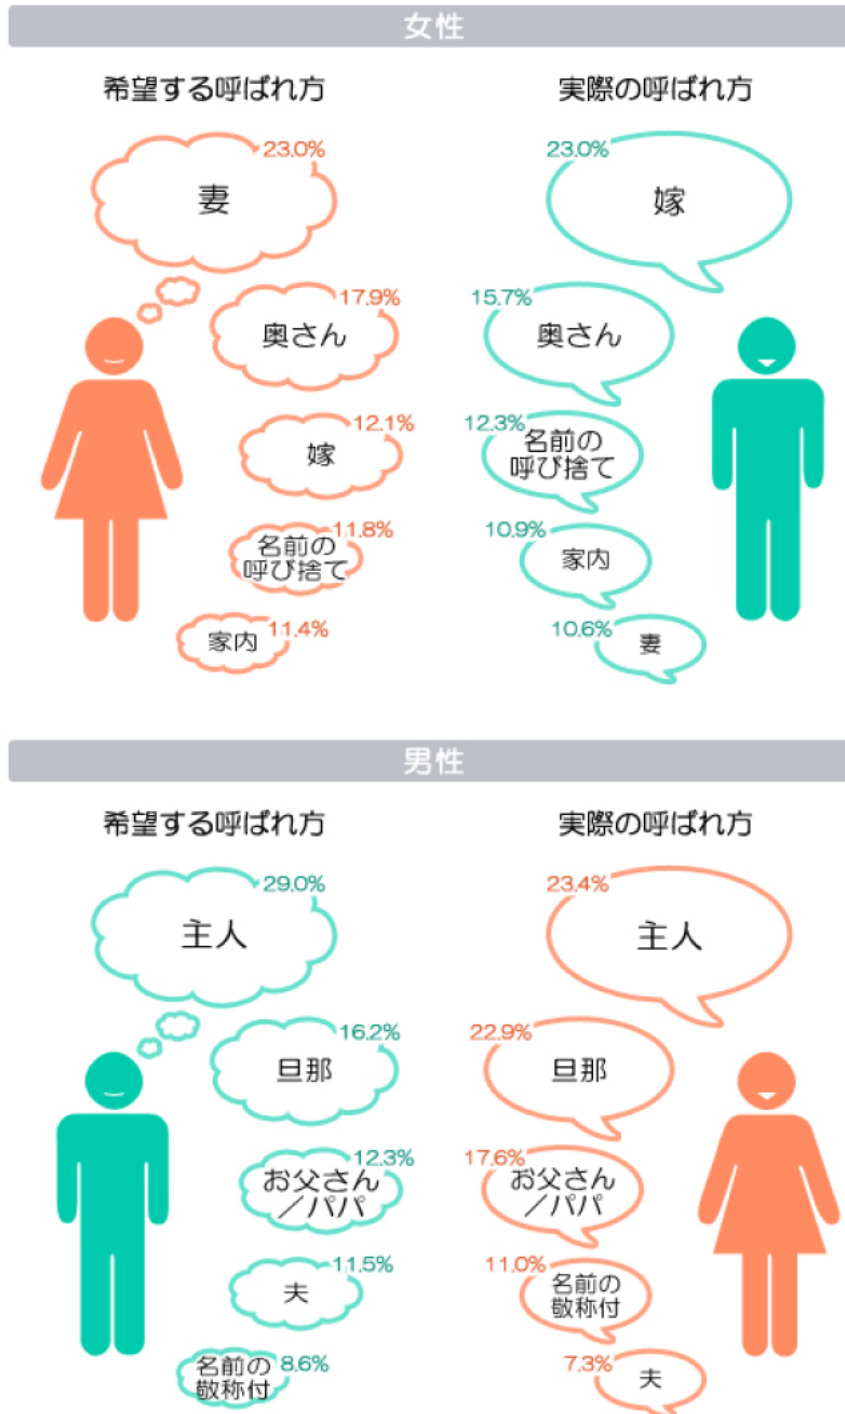 女性
希望する呼ばれ方
23.0%
妻
17.9%
奥さん
12.1%
嫁
11.8%
名前の
呼び捨て
11.4%
家内
実際の呼ばれ方
23.0%
嫁
15.7%
奥さん
12.3%
名前の
呼び捨て
10.9%
家内
10.6%
妻
男性
希望する呼ばれ方
29.0%
主人
16.2%
旦那
12.3%
お父さん
／パパ
11.5%
夫
8.6%
名前の
敬称付
実際の呼ばれ方
23.4%
主人
22.9%
旦那
17.6%
お父さん
／パパ
11.0%
名前の
敬称付
7.3%
夫